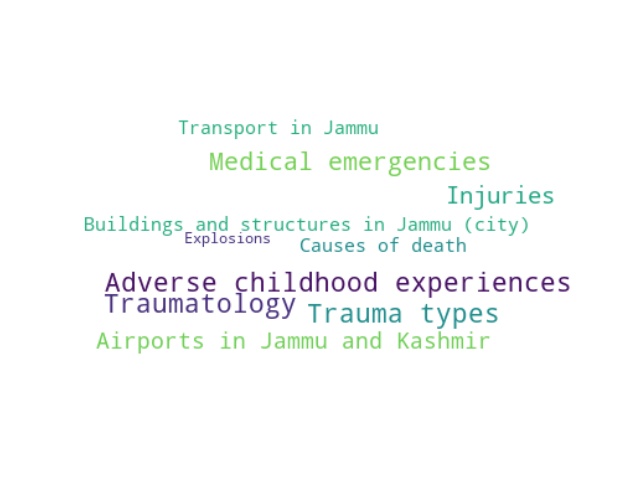 Transport in Jammu
Medical emergencies
Injuries
Buildings and structures in Jammu (city)
Explosions
Causes of death
Adverse childhood experiences
Traumatology
Trauma types
Airports in Jammu and Kashmir